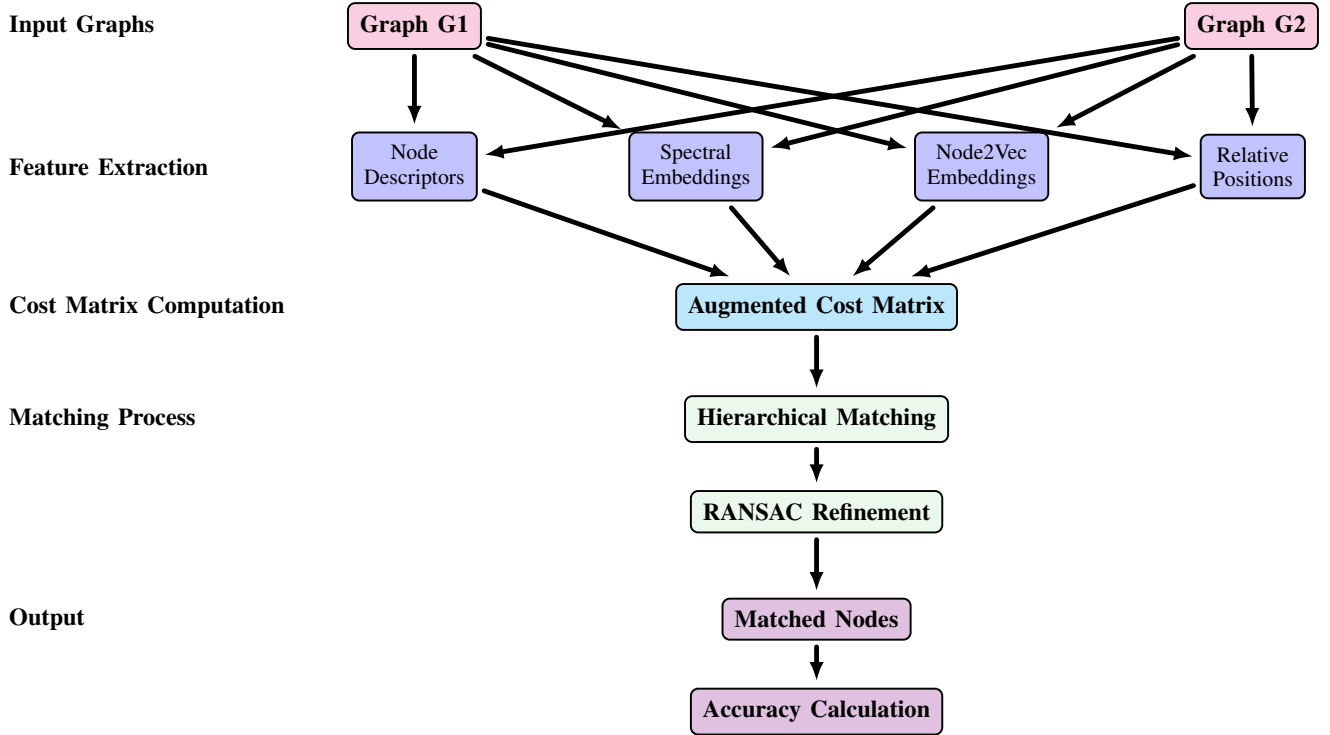 Input Graphs
Graph G1
Graph G2
Feature Extraction
Node
Descriptors
Spectral
Embeddings
Node2Vec
Embeddings
Relative
Positions
Cost Matrix Computation
Augmented Cost Matrix
Matching Process
Hierarchical Matching
RANSAC Refinement
Output
Matched Nodes
Accuracy Calculation